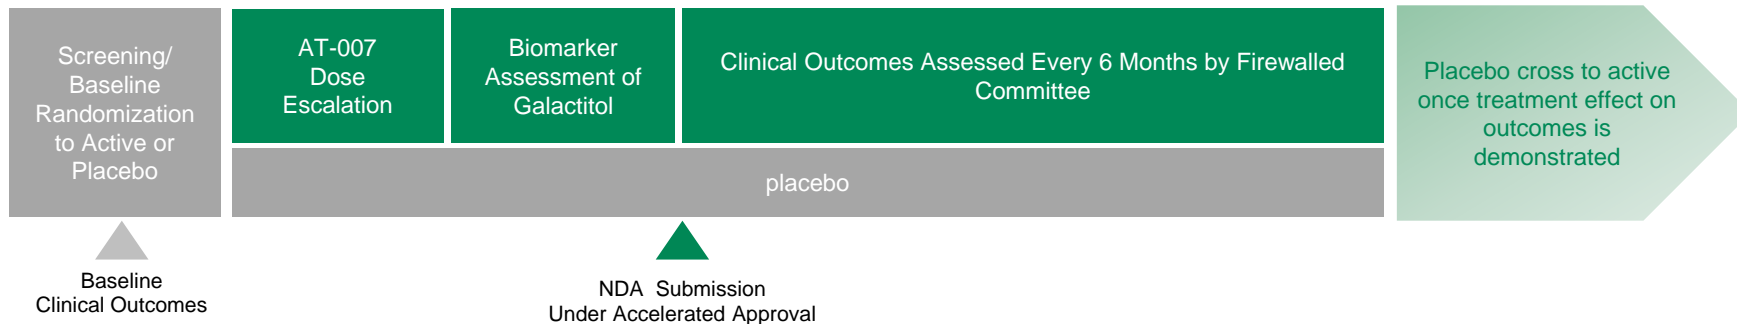 Screening/
Baseline
Randomization
to Active or
Placebo
AT-007
Dose
Escalation
Biomarker
Assessment of
Galactitol
Clinical Outcomes Assessed Every 6 Months by Firewalled
Committee
Placebo cross to active
once treatment effect on
outcomes is
demonstrated
placebo
Baseline
Clinical Outcomes
NDA Submission
Under Accelerated Approval